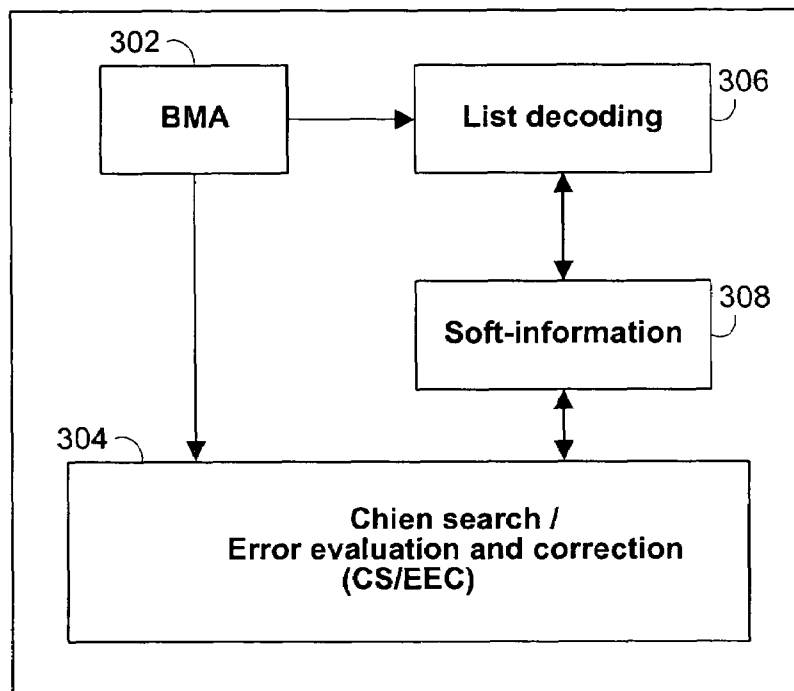 302
BMA
306
List decoding
308
Soft-information
304
Chien search /
Error evaluation and correction
(CS/EEC)